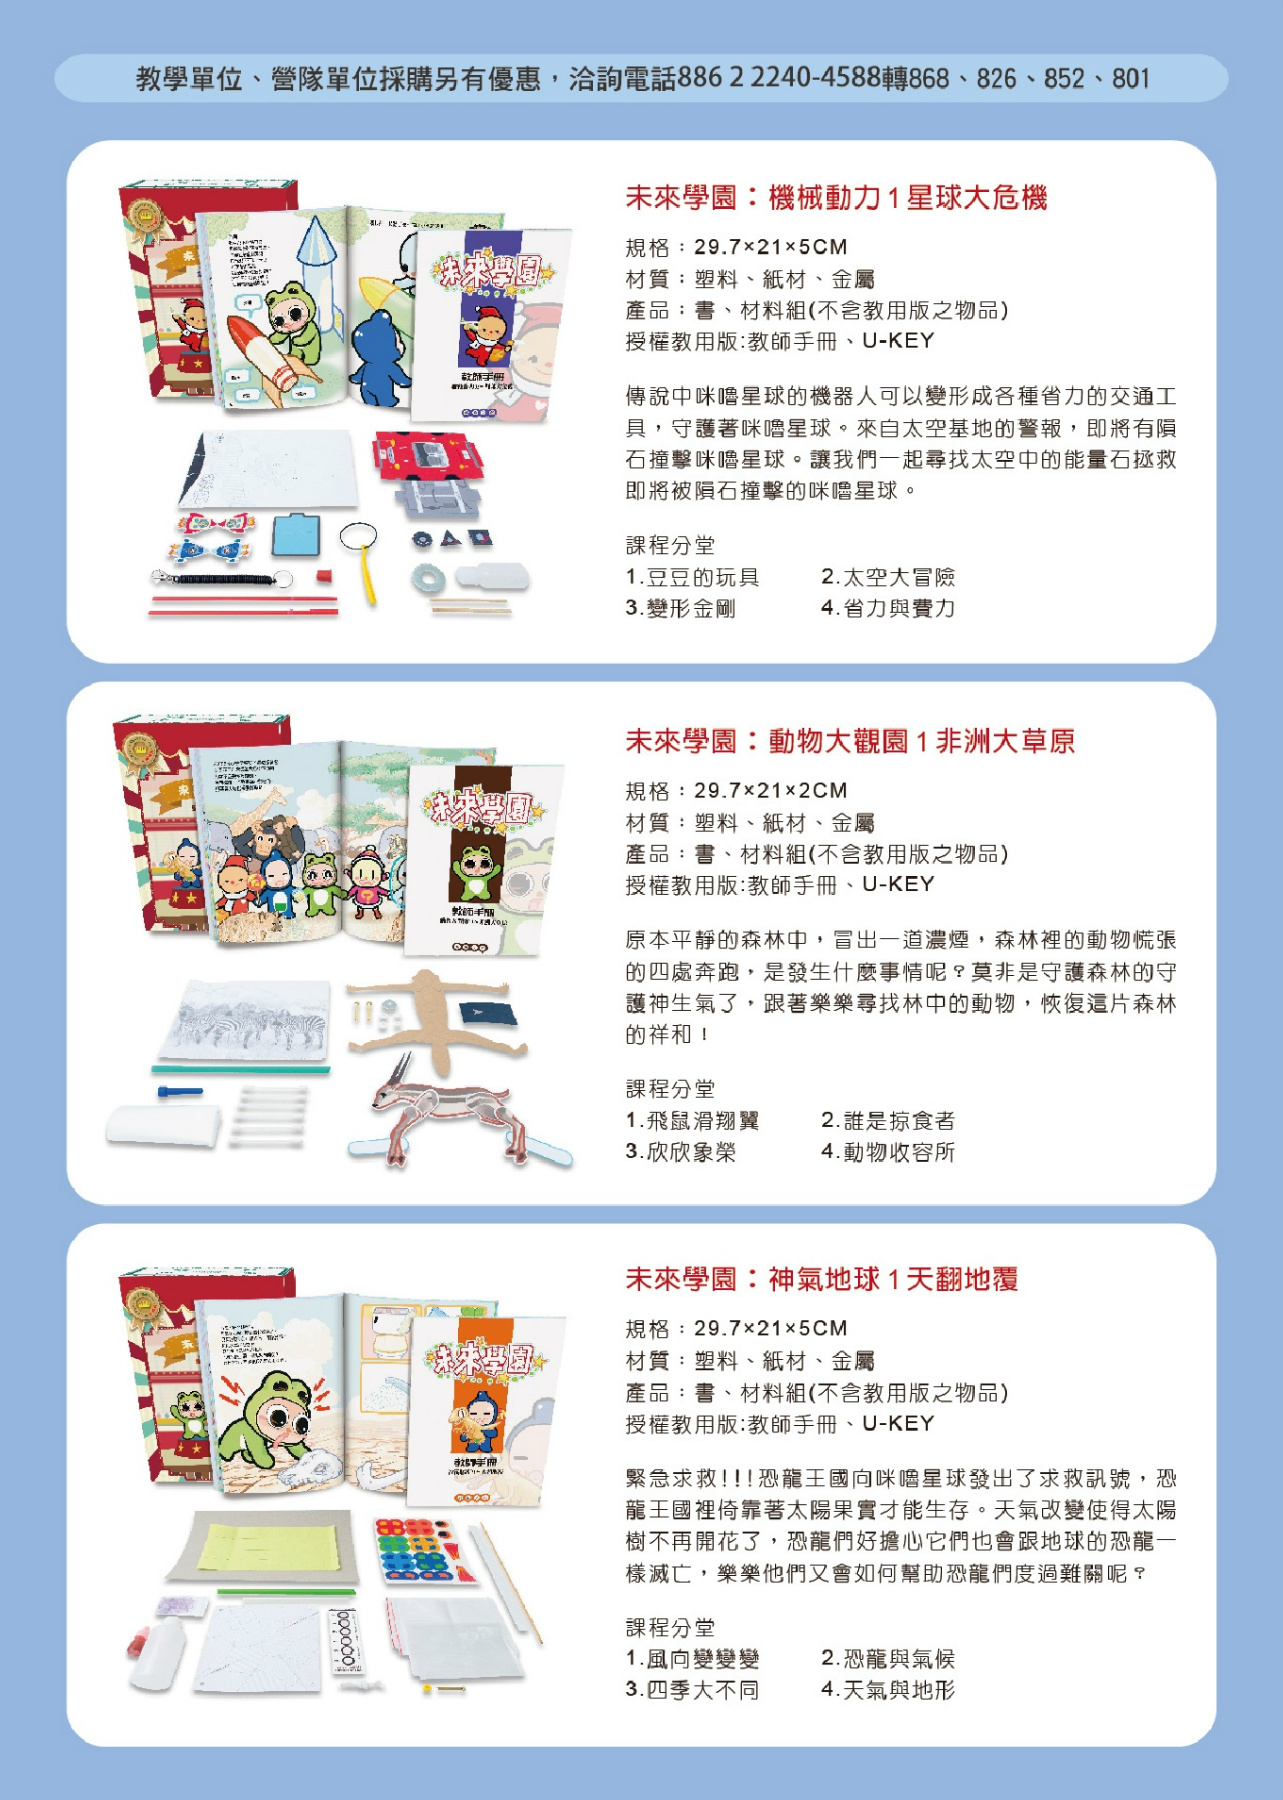 教學單位、營隊單位採購另有優惠，洽詢電話886 2 2240-4588轉868、826、852、801
未來學園：機械動力1星球大危機
規格：29.7×21×5CM
材質：塑料、紙材、金屬
產品：書、材料組(不含教用版之物品)
授權教用版:教師手冊、U-KEY
傳說中咪嚕星球的機器人可以變形成各種省力的交通工
具，守護著咪嚕星球。來自太空基地的警報，即將有隕
石撞擊咪嚕星球。讓我們一起尋找太空中的能量石拯救
即將被隕石撞擊的咪嚕星球。
課程分堂
1.豆豆的玩具 2.太空大冒險
3.變形金剛 4.省力與費力
未來學園
教師手冊
未來學園：動物大觀園1非洲大草原
規格：29.7×21×2CM
材質：塑料、紙材、金屬
產品：書、材料組(不含教用版之物品)
授權教用版:教師手冊、U-KEY
原本平靜的森林中，冒出一道濃煙，森林裡的動物慌張
的四處奔跑，是發生什麼事情呢？莫非是守護森林的守
護神生氣了，跟著樂樂尋找林中的動物，恢復這片森林
的祥和！
課程分堂
1.飛鼠滑翔翼 2.誰是掠食者
3.欣欣象榮 4.動物收容所
未來學園
教師手冊
未來學園：神氣地球1天翻地覆
規格：29.7×21×5CM
材質：塑料、紙材、金屬
產品：書、材料組(不含教用版之物品)
授權教用版:教師手冊、U-KEY
緊急求救!!!恐龍王國向咪嚕星球發出了求救訊號，恐
龍王國裡倚靠著太陽果實才能生存。天氣改變使得太陽
樹不再開花了，恐龍們好擔心它們也會跟地球的恐龍一
樣滅亡，樂樂他們又會如何幫助恐龍們度過難關呢？
課程分堂
1.風向變變變 2.恐龍與氣候
3.四季大不同 4.天氣與地形
未來學園
教師手冊